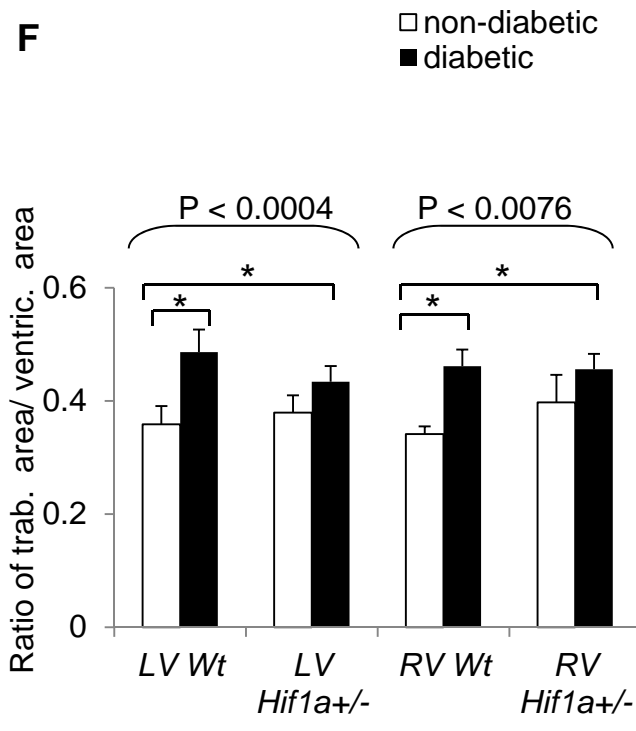 F
non-diabetic
diabetic
P < 0.0004
P < 0.0076
*
*
*
*
Ratio of trab. area/ ventric. area
0.6
0.4
0.2
0
LV Wt
LV
Hif1a+/-
RV Wt
RV
Hif1a+/-